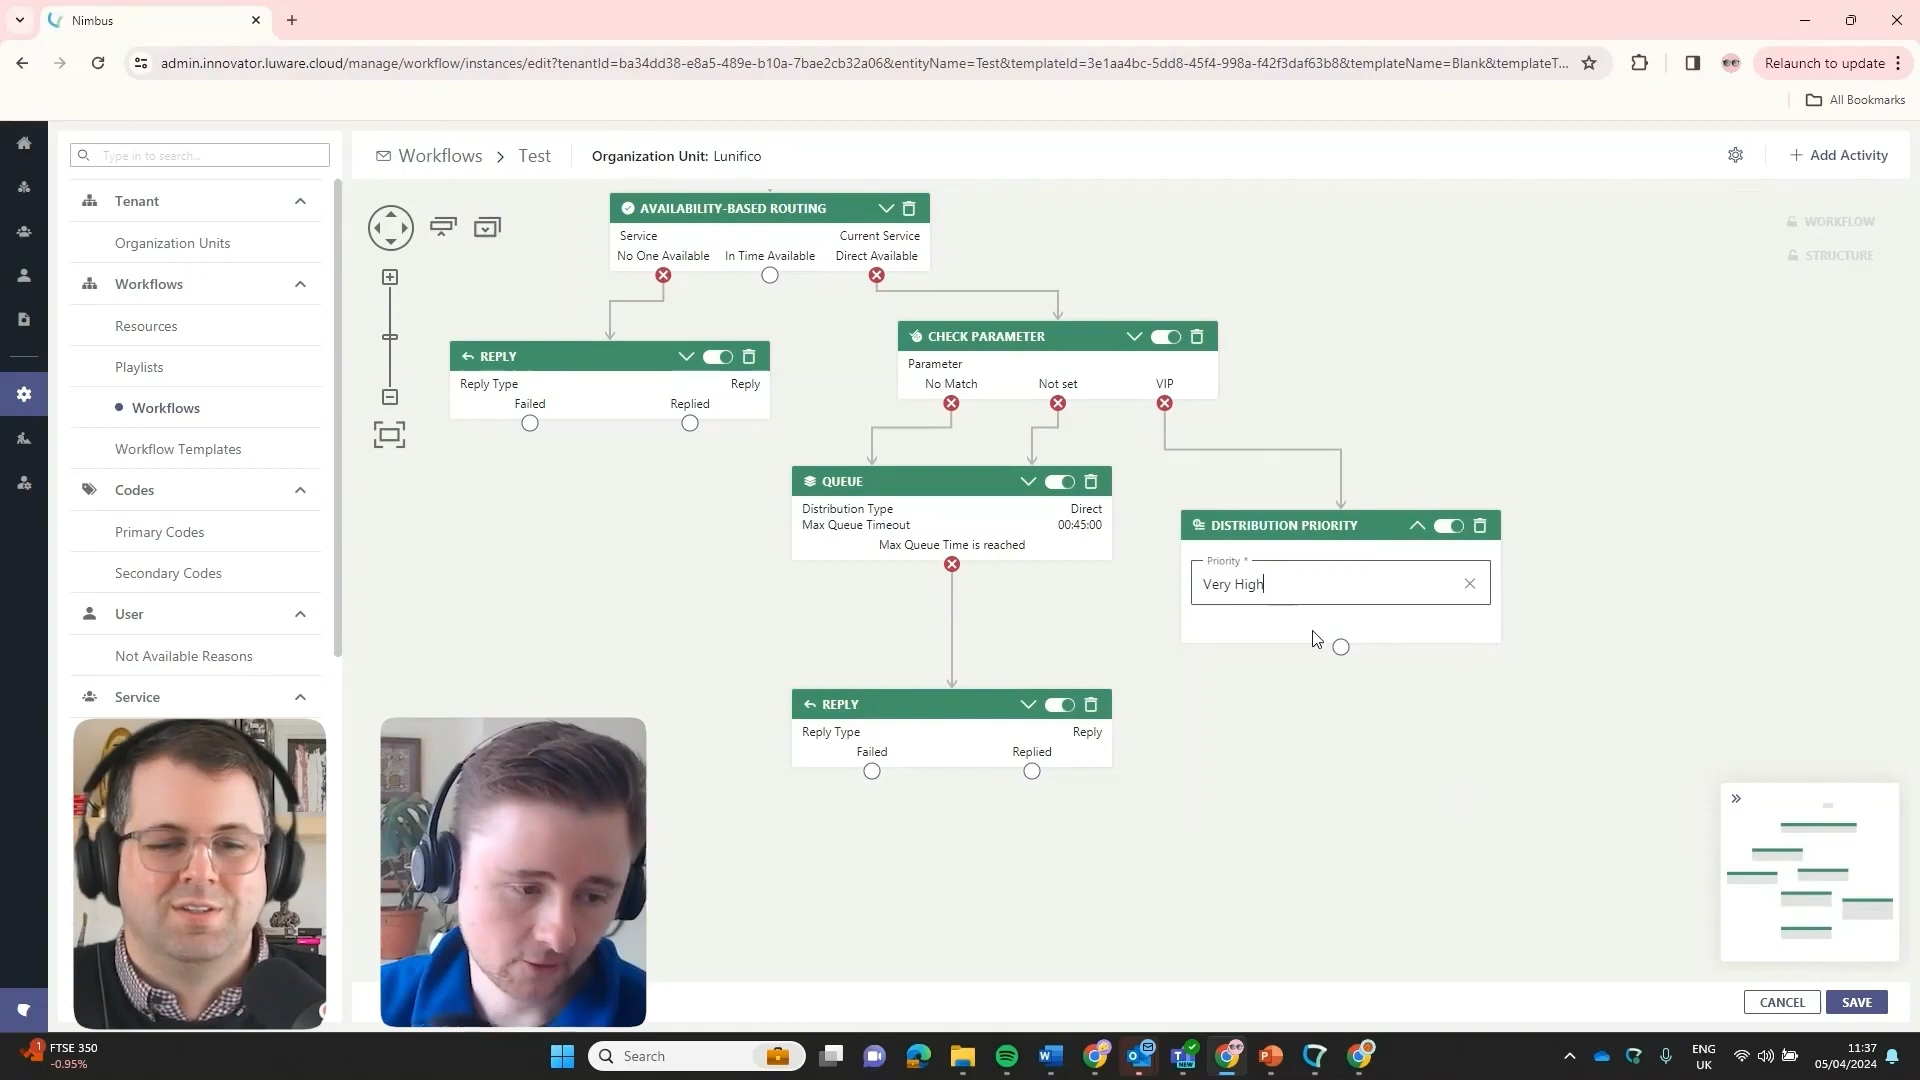 Nimbus
admin.innovator.luware.cloud/manage/workflow/instances/edit?tenantId=ba34dd38-e8a5-489e-b10a-7bae2cb32a06&entityName=Test&templateId=3e1aa4bc-5dd8-45f4-998a-f42f3daf63b8&templateName=Blank&templateT...
Relaunch to update
All Bookmarks
Type in to search...
Workflows > Test
Organization Unit: Lunifico
Add Activity
Tenant
Organization Units
Workflows
Resources
Playlists
Workflows
Workflow Templates
Codes
Primary Codes
Secondary Codes
User
Not Available Reasons
Service
WORKFLOW
STRUCTURE
AVAILABILITY-BASED ROUTING
Service Current Service
No One Available In Time Available Direct Available
REPLY
Reply Type Reply
Failed Replied
CHECK PARAMETER
Parameter
No Match Not set VIP
QUEUE
Distribution Type Direct
Max Queue Timeout 00:45:00
Max Queue Time is reached
DISTRIBUTION PRIORITY
Priority *
Very High
REPLY
Reply Type Reply
Failed Replied
CANCEL SAVE
1
FTSE 350
-0.95%
Search
NEW
ENG
UK
11:37
05/04/2024